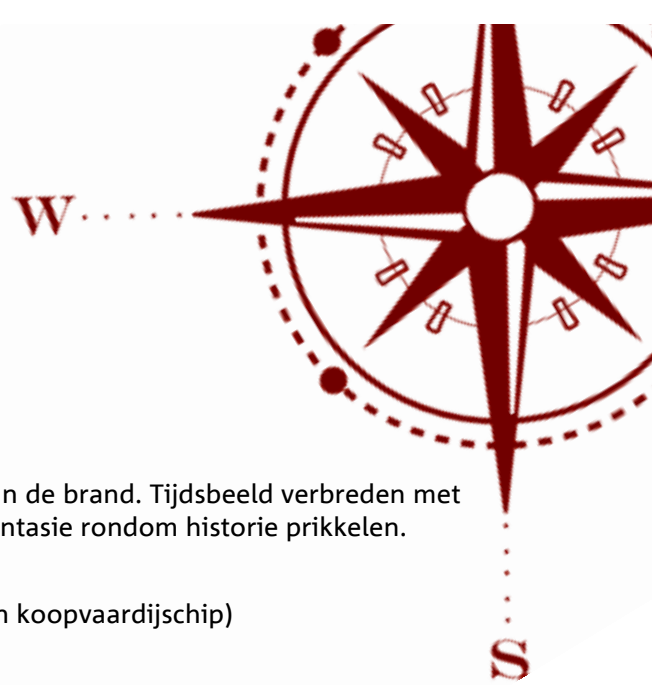 W
n de brand. Tijdsbeeld verbreden met
ntasie rondom historie prikkelen.
n koopvaardijschip)
S